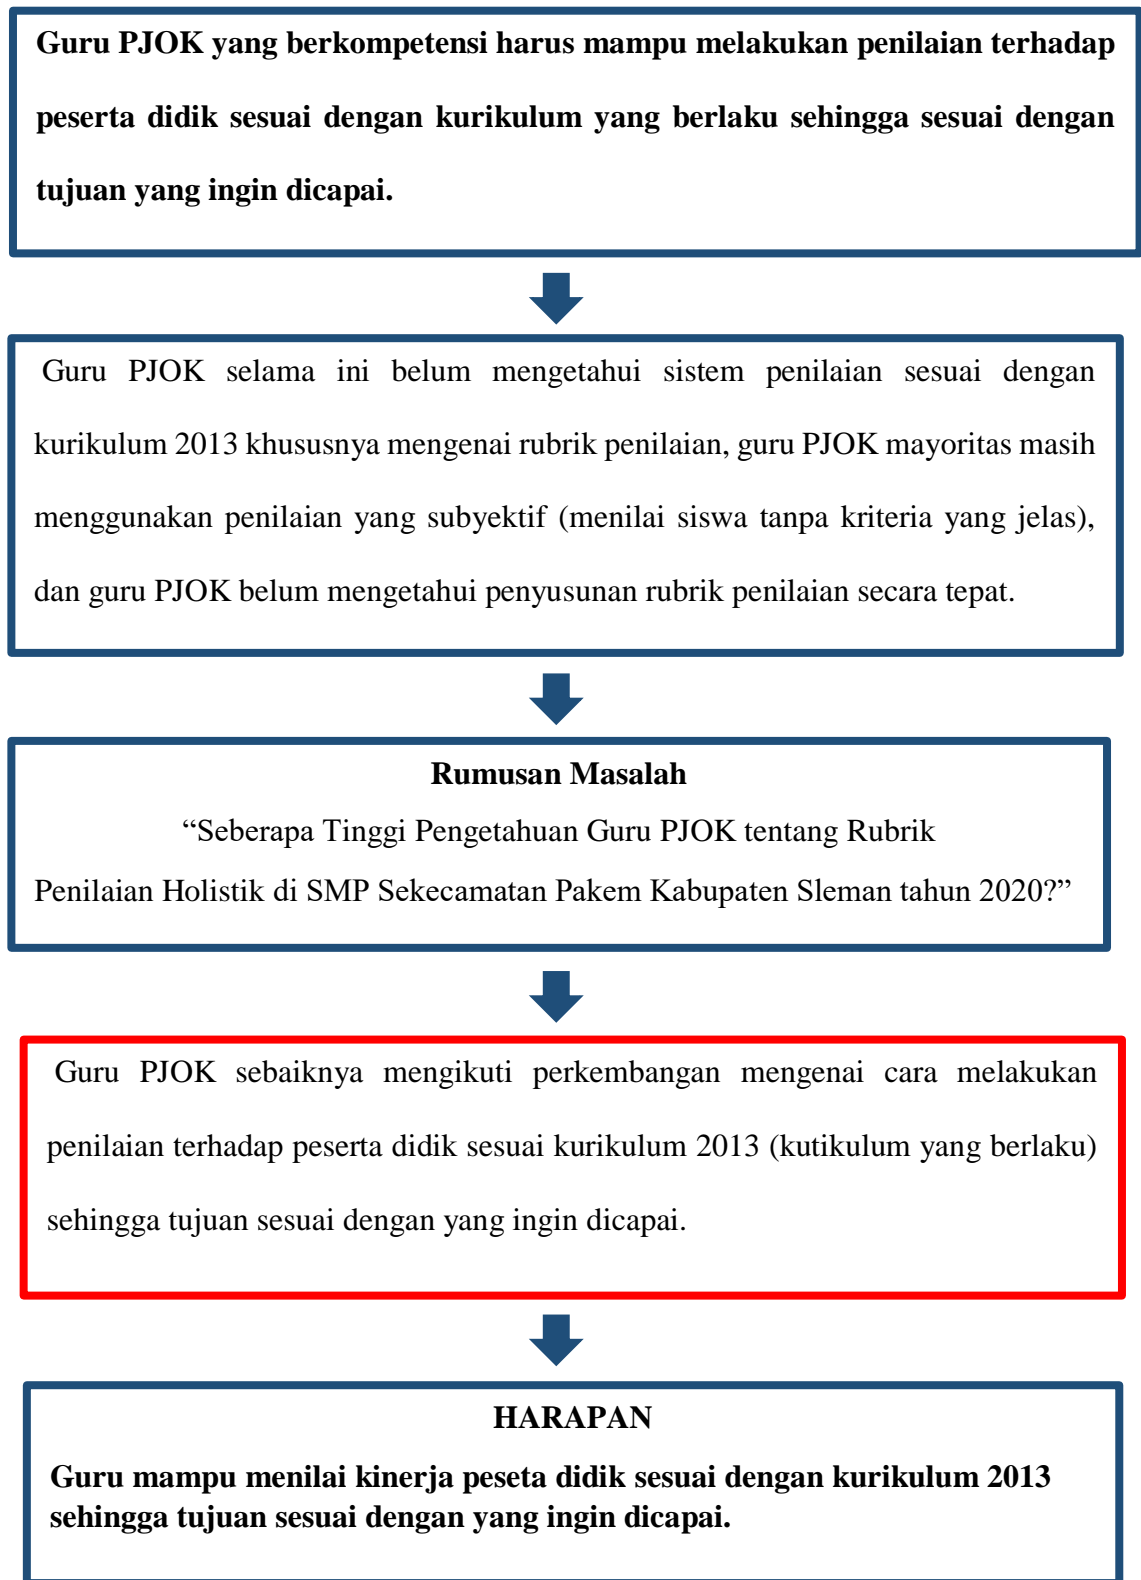 Guru PJOK yang berkompetensi harus mampu melakukan penilaian terhadap
peserta didik sesuai dengan kurikulum yang berlaku sehingga sesuai dengan
tujuan yang ingin dicapai.
Guru PJOK selama ini belum mengetahui sistem penilaian sesuai dengan
kurikulum 2013 khususnya mengenai rubrik penilaian, guru PJOK mayoritas masih
menggunakan penilaian yang subyektif (menilai siswa tanpa kriteria yang jelas),
dan guru PJOK belum mengetahui penyusunan rubrik penilaian secara tepat.
Rumusan Masalah
“Seberapa Tinggi Pengetahuan Guru PJOK tentang Rubrik
Penilaian Holistik di SMP Sekecamatan Pakem Kabupaten Sleman tahun 2020?”
Guru PJOK sebaiknya mengikuti perkembangan mengenai cara melakukan
penilaian terhadap peserta didik sesuai kurikulum 2013 (kutikulum yang berlaku)
sehingga tujuan sesuai dengan yang ingin dicapai.
HARAPAN
Guru mampu menilai kinerja peseta didik sesuai dengan kurikulum 2013
sehingga tujuan sesuai dengan yang ingin dicapai.